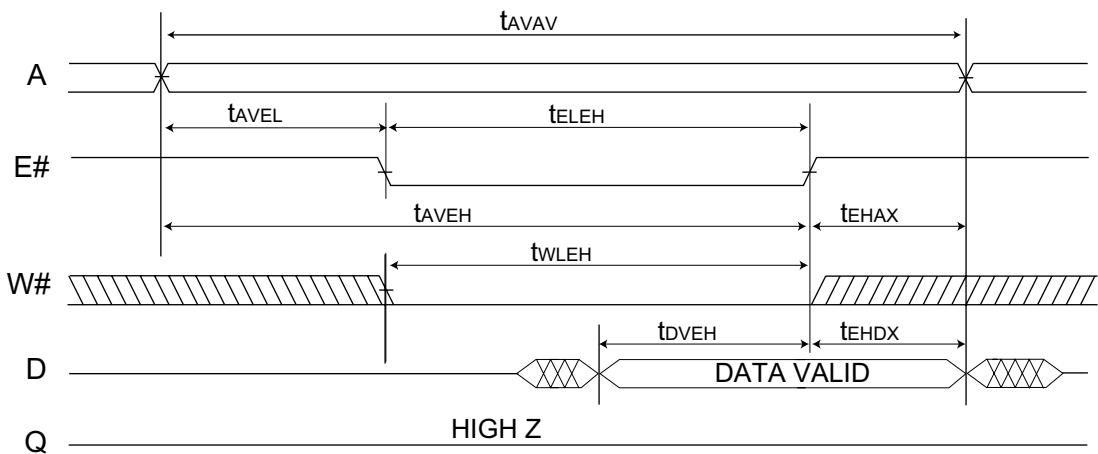 tAVAV
A
tAVEL tELEH
E#
tAVEH tEHAX
tWLEH
W#
tDVEH tEHDX
D DATA VALID
HIGH Z
Q